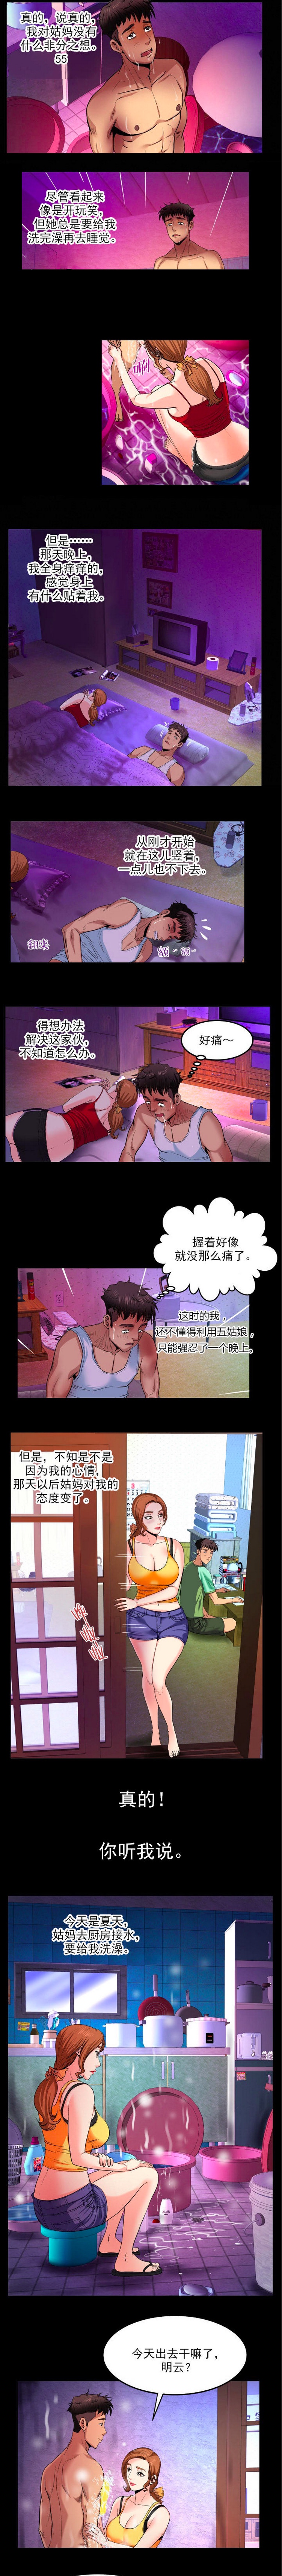 真的，说真的，
我对姑妈没有
什么非分之想。
55
尽管看起来
像是开玩笑，
但她总是要给我
洗完澡再去睡觉。
但是……
那天晚上，
我全身痒痒的，
感觉身上
有什么贴着我。
从刚才开始
就在这儿竖着，
一点儿也不下去。
得想办法
解决这家伙，
不知道怎么办。
好痛～
握着好像
就没那么痛了。
这时的我，
还不懂得利用五姑娘，
只能强忍了一个晚上。
但是，不知是不是
因为我的心情，
那天以后姑妈对我的
态度变了。
真的！
你听我说。
今天是夏天，
姑妈去厨房接水，
要给我洗澡。
今天出去干嘛了，
明云？